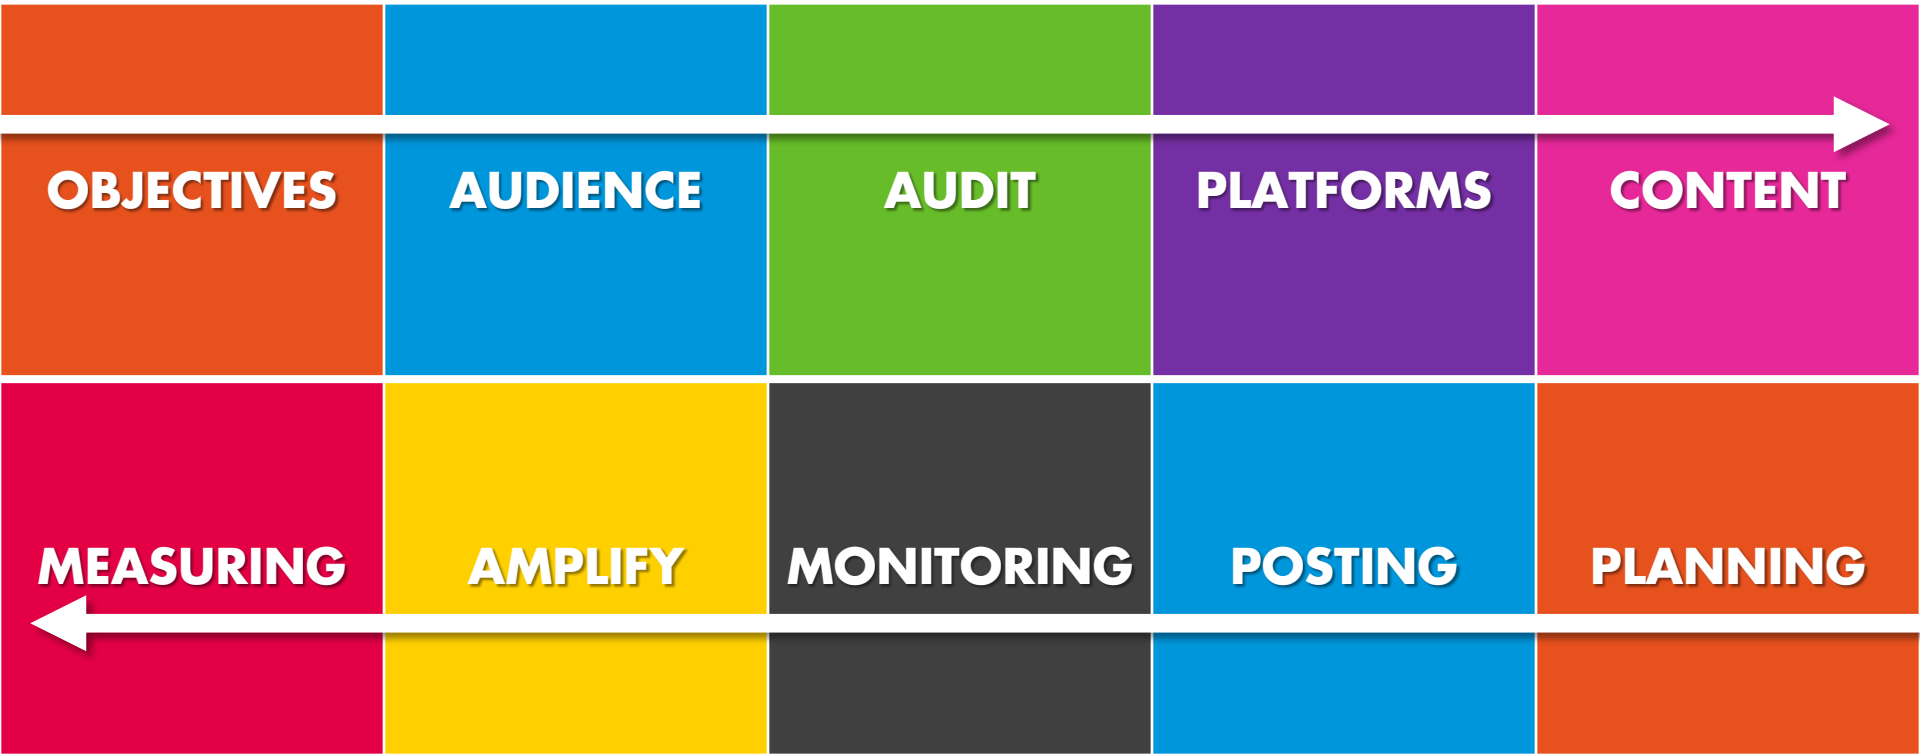 OBJECTIVES AUDIENCE AUDIT PLATFORMS CONTENT
MEASURING AMPLIFY MONITORING POSTING PLANNING